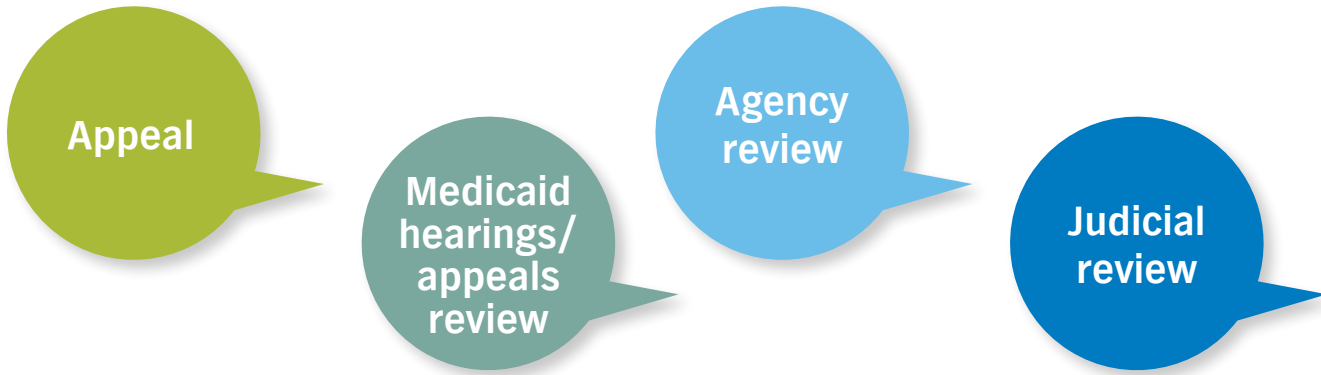 Appeal
Medicaid
hearings/
appeals
review
Agency
review
Judicial
review